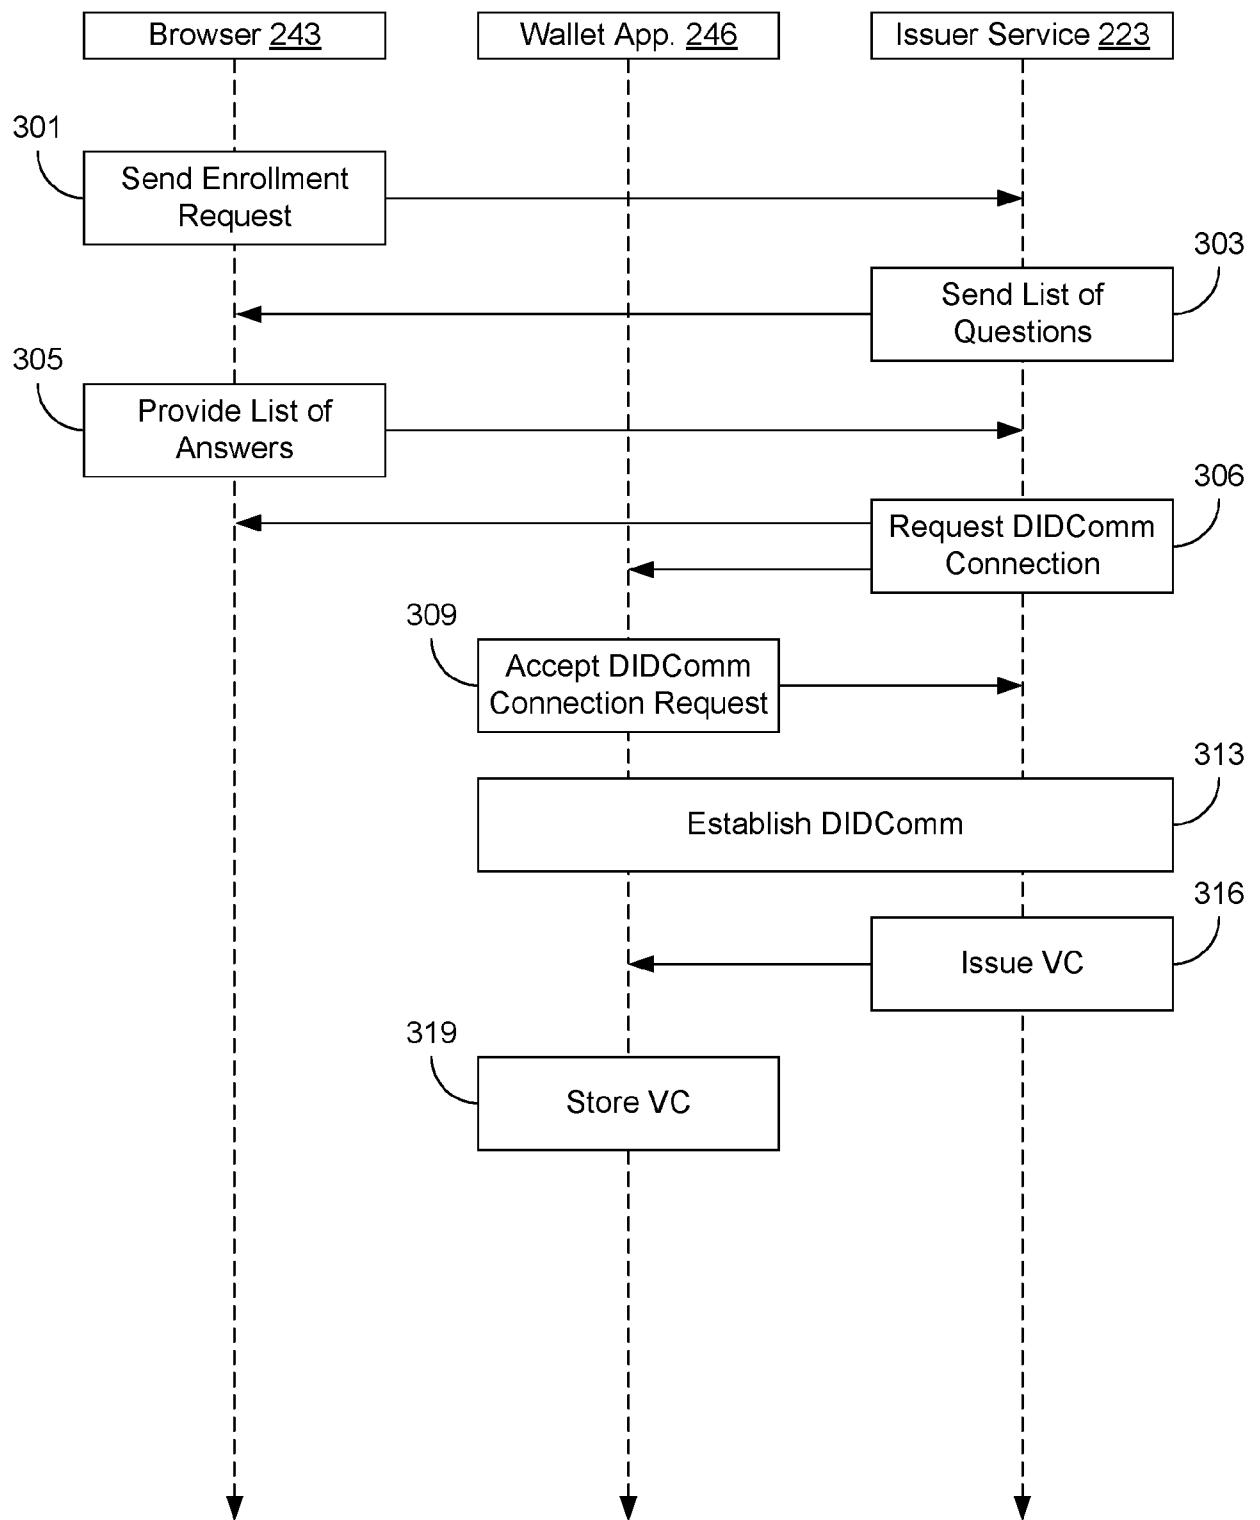 Browser 243
Wallet App. 246
Issuer Service 223
301
Send Enrollment
Request
303
Send List of
Questions
305
Provide List of
Answers
306
Request DIDComm
Connection
309
Accept DIDComm
Connection Request
313
Establish DIDComm
316
Issue VC
319
Store VC